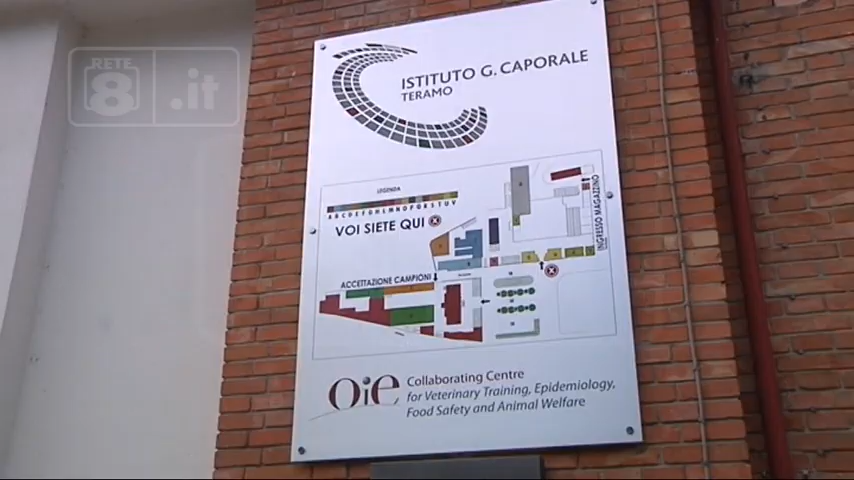 RETE
8 .it
ISTITUTO G. CAPORALE
TERAMO
LEGENDA
A B C D E F G H I L M N O P Q R S T U V
VOI SIETE QUI
INGRESSO MAGAZZINO
ACCETTAZIONE CAMPIONI
Oie Collaborating Centre
for Veterinary Training, Epidemiology,
Food Safety and Animal Welfare